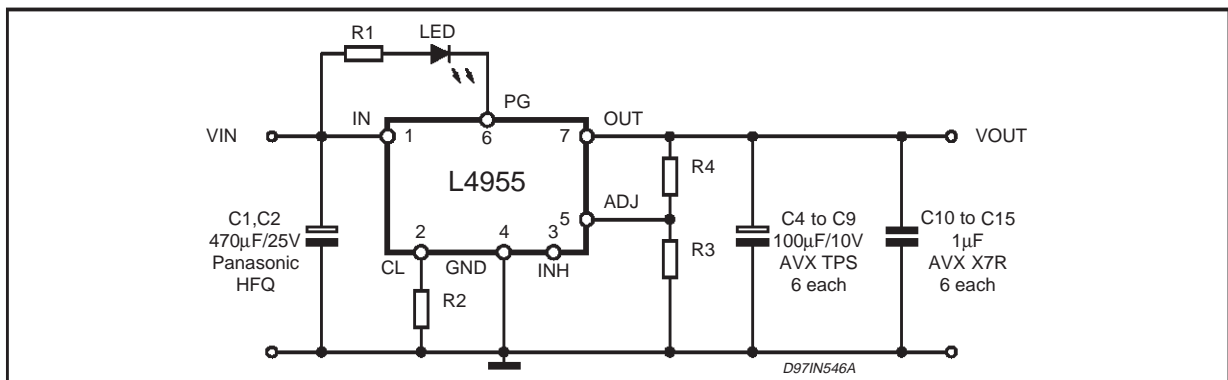 R1
LED
PG
IN
OUT
VIN
1
6
7
VOUT
L4955
R4
ADJ
5
C1,C2
470µF/25V
Panasonic
HFQ
2
4
3
CL
GND
INH
R2
R3
C4 to C9
100µF/10V
AVX TPS
6 each
C10 to C15
1µF
AVX X7R
6 each
D97IN546A